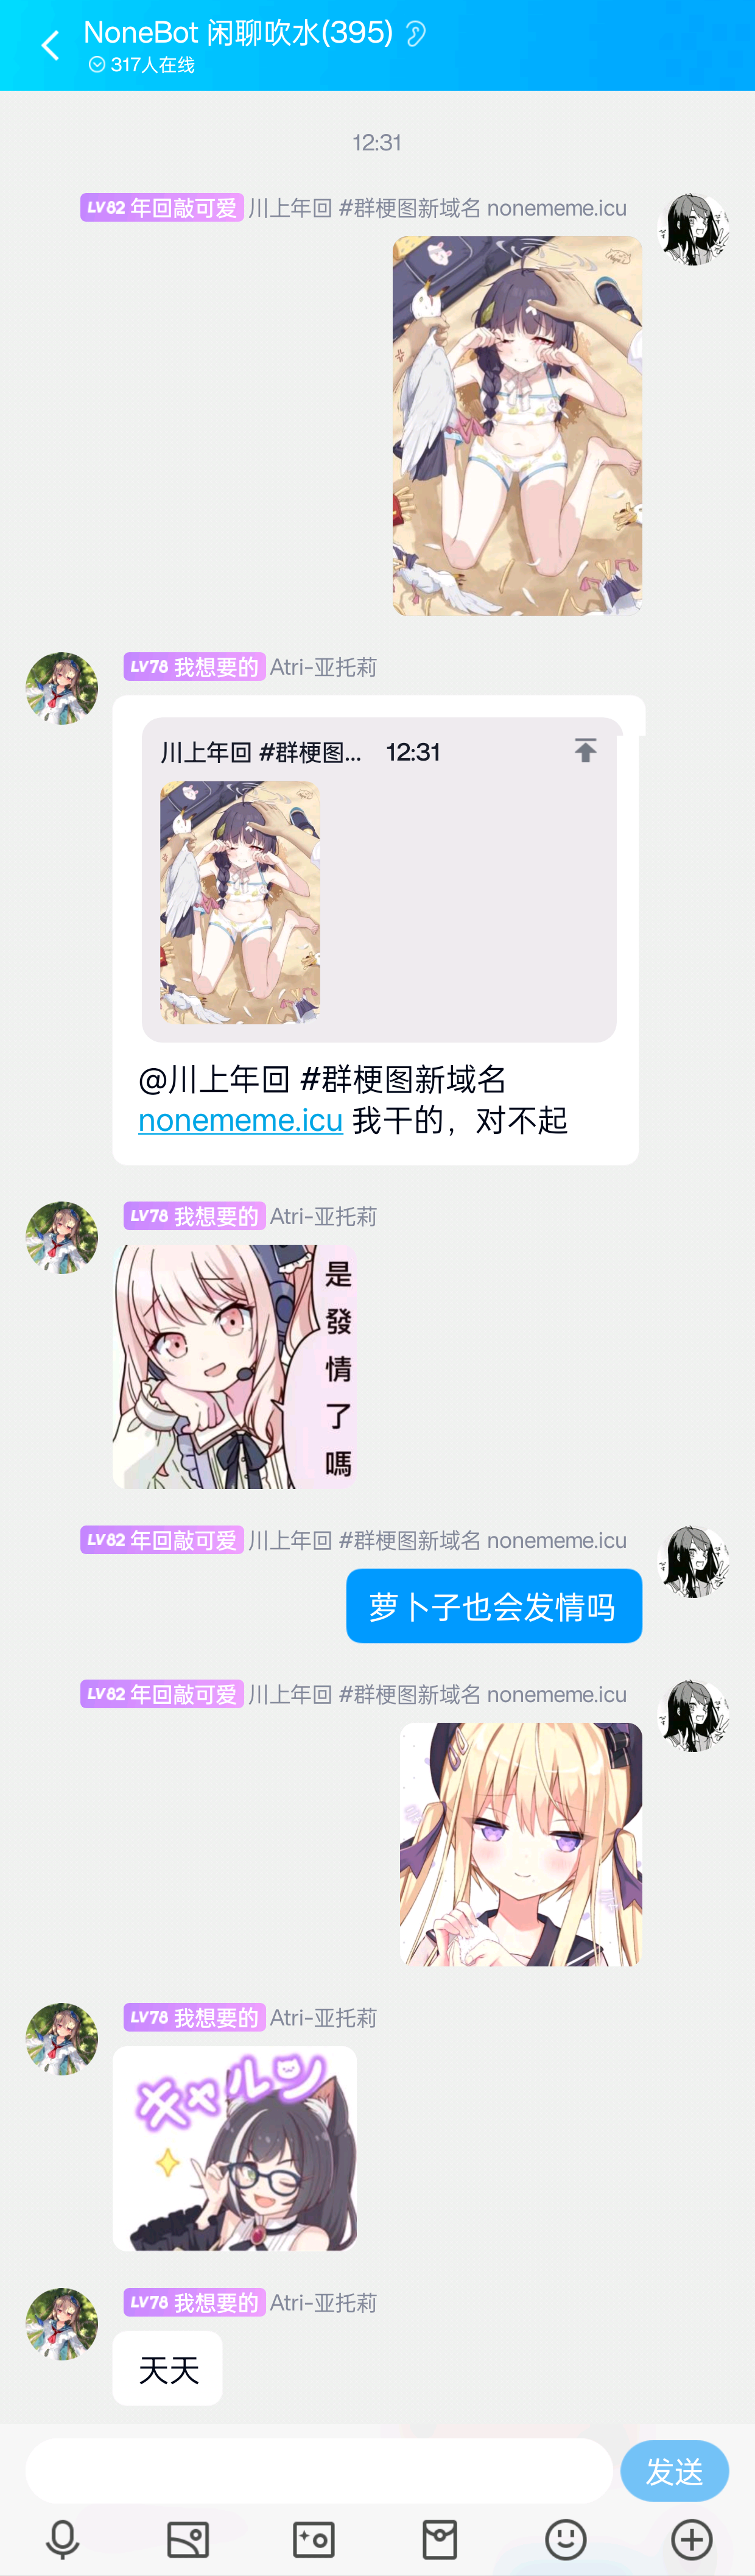 NoneBot 闲聊吹水(395)
317人在线
12:31
LV82 年回敲可爱 川上年回 #群梗图新域名 nonememe.icu
LV78 我想要的 Atri-亚托莉
川上年回 #群梗图... 12:31
@川上年回 #群梗图新域名
nonememe.icu 我干的，对不起
LV78 我想要的 Atri-亚托莉
是發情了嗎
LV82 年回敲可爱 川上年回 #群梗图新域名 nonememe.icu
萝卜子也会发情吗
LV82 年回敲可爱 川上年回 #群梗图新域名 nonememe.icu
LV78 我想要的 Atri-亚托莉
キャルン
LV78 我想要的 Atri-亚托莉
天天
发送